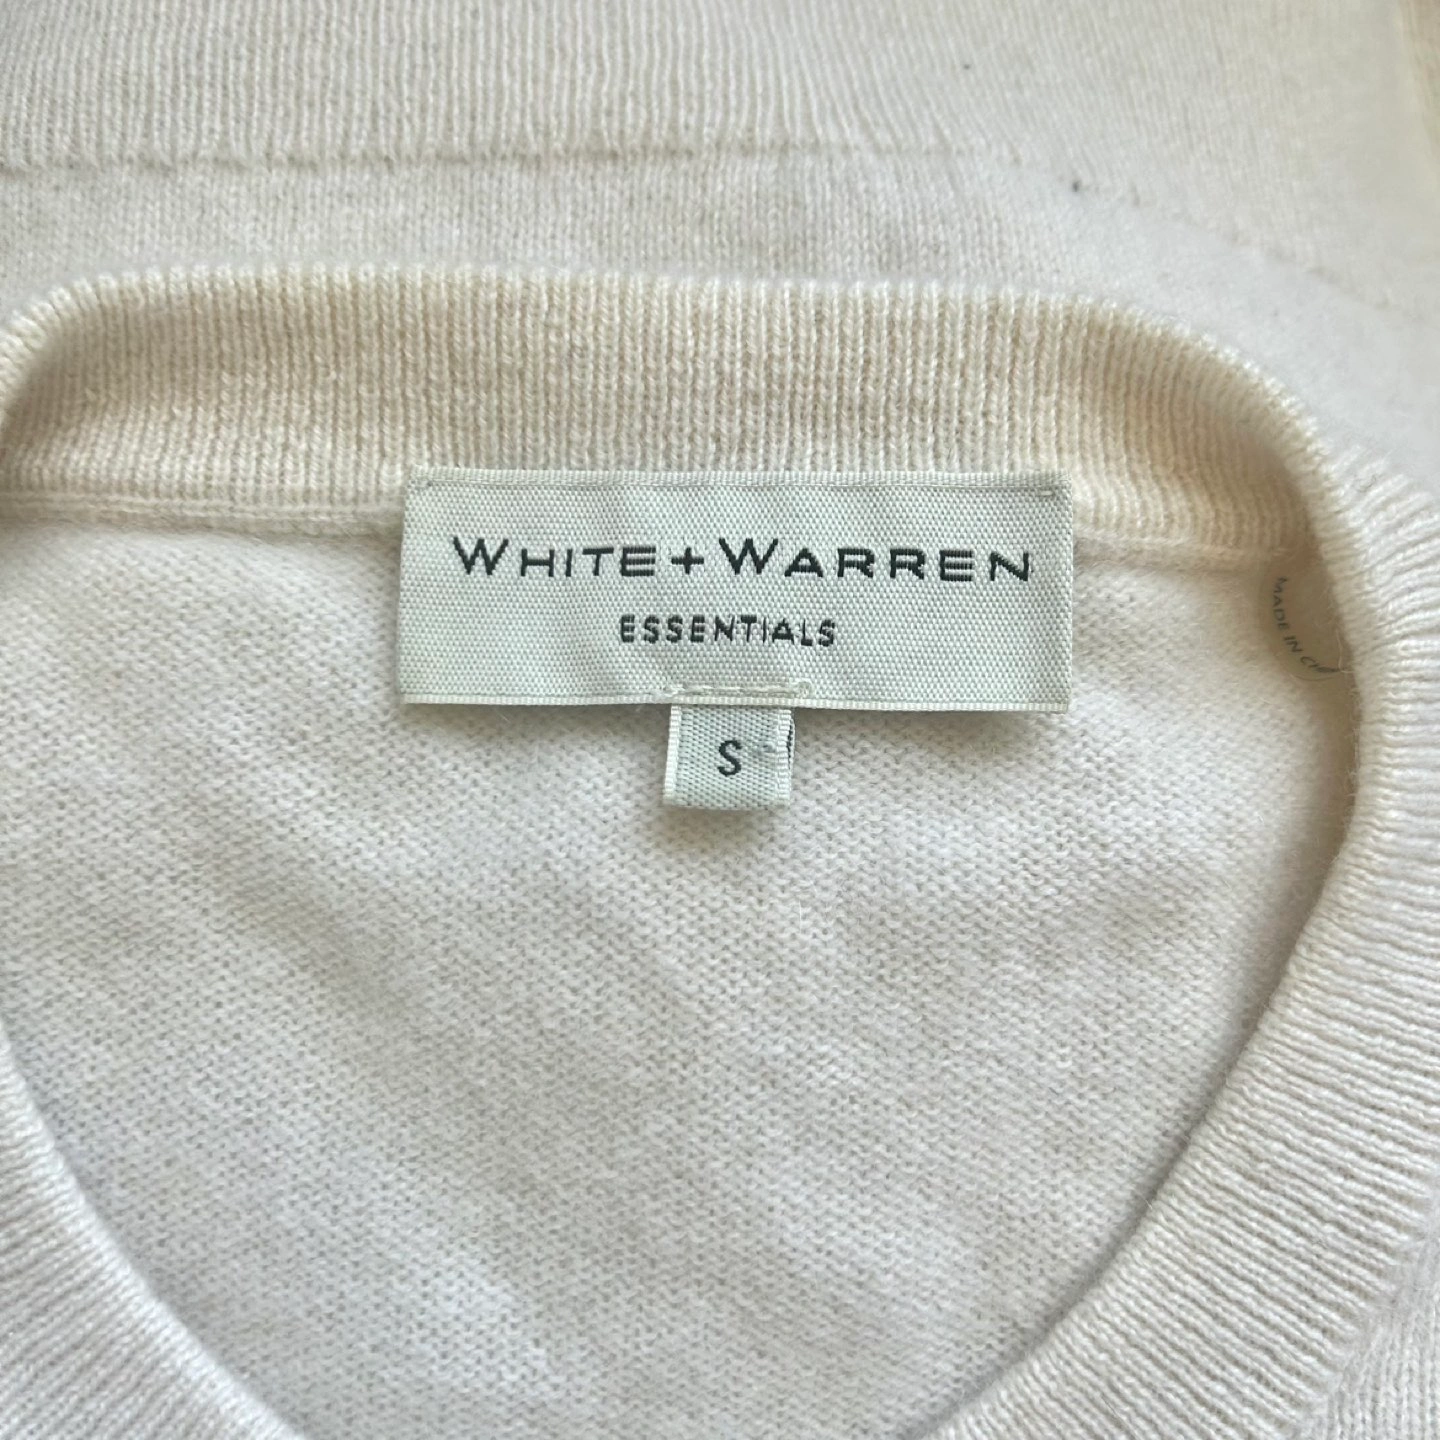 WHITE + WARREN
ESSENTIALS
S
MADE IN